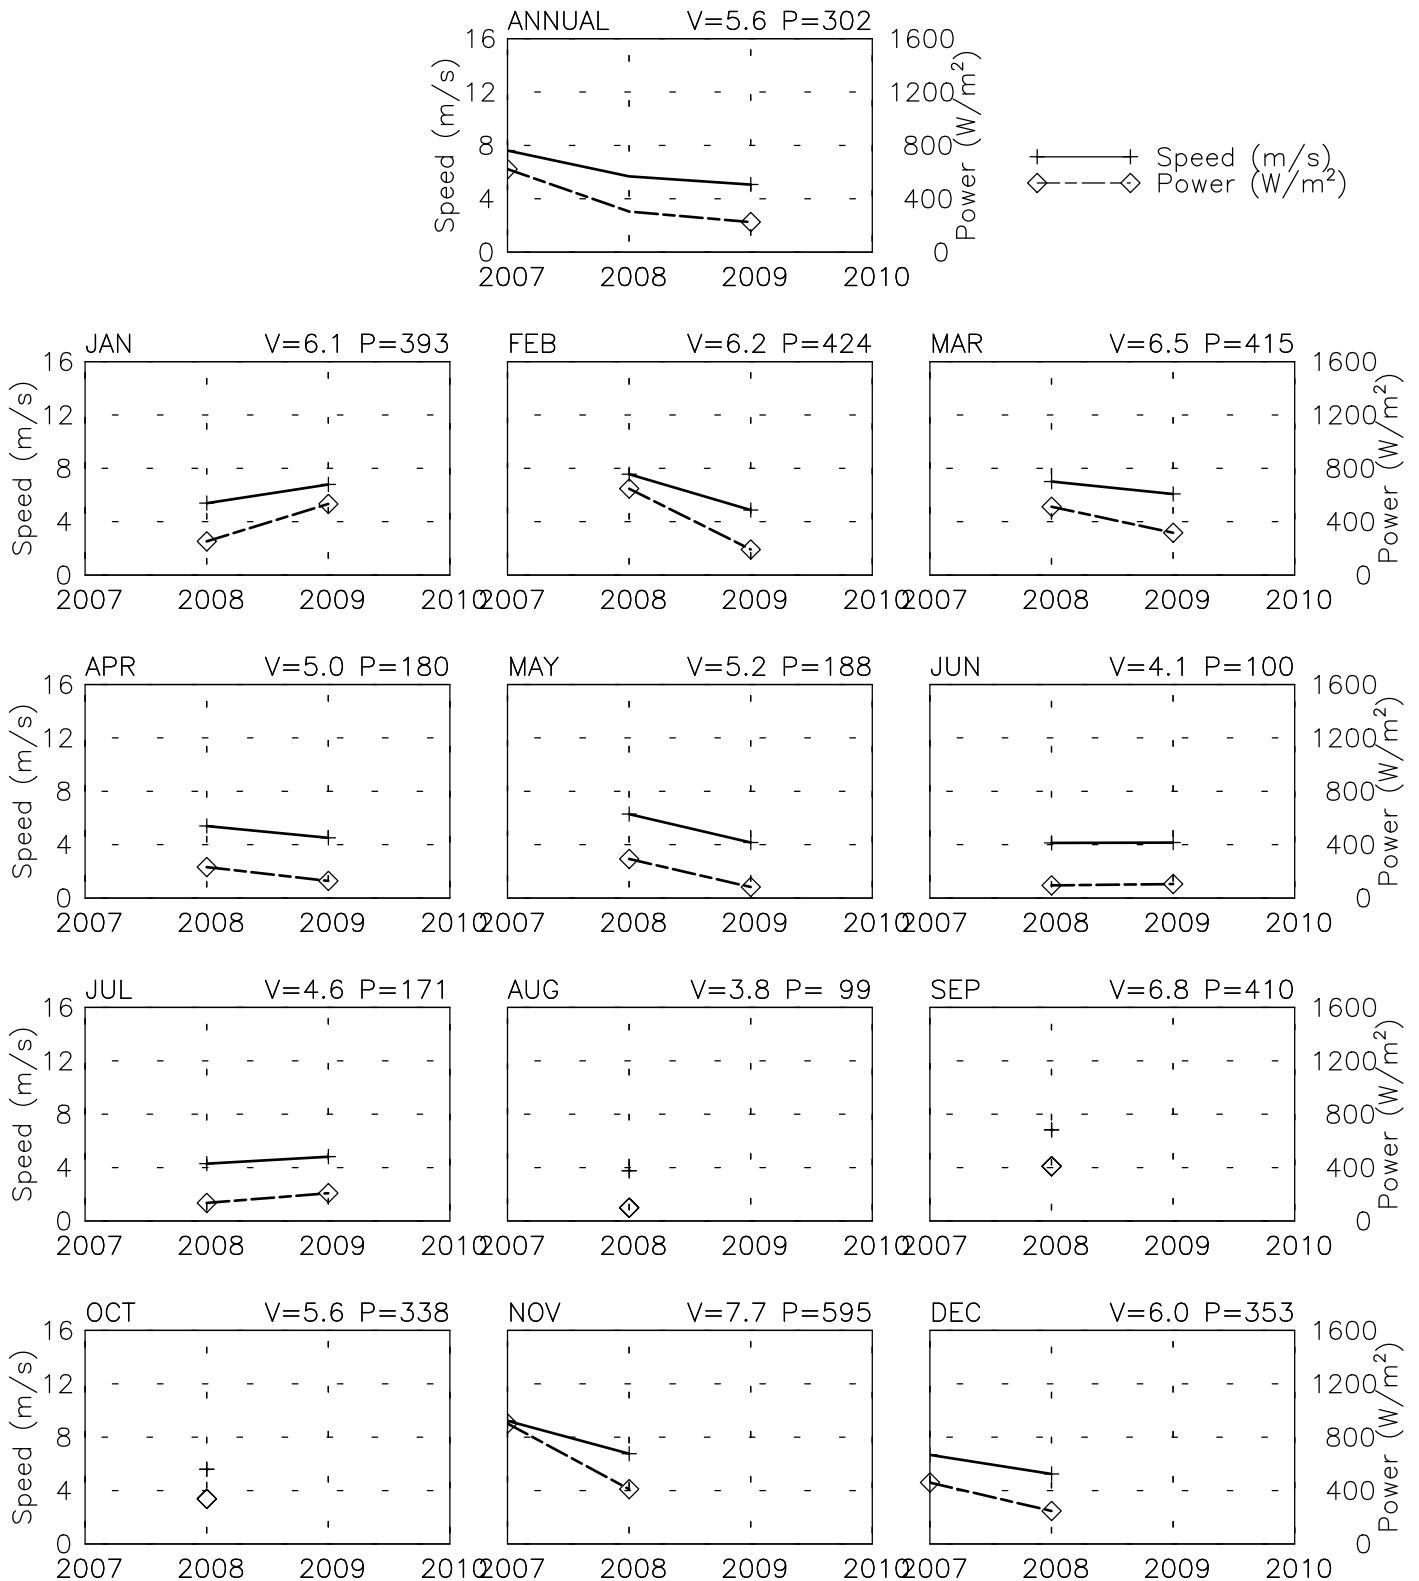 ANNUAL V=5.6 P=302
16 1600
12 1200
8 800
4 400
0 0
2007 2008 2009 2010
Speed (m/s)
Power (W/m²)
Speed (m/s)
Power (W/m²)
JAN V=6.1 P=393 FEB V=6.2 P=424 MAR V=6.5 P=415
16 1600
12 1200
8 800
4 400
0 0
2007 2008 2009 2010 2007 2008 2009 2010 2007 2008 2009 2010
Speed (m/s)
Power (W/m²)
APR V=5.0 P=180 MAY V=5.2 P=188 JUN V=4.1 P=100
16 1600
12 1200
8 800
4 400
0 0
2007 2008 2009 2010 2007 2008 2009 2010 2007 2008 2009 2010
Speed (m/s)
Power (W/m²)
JUL V=4.6 P=171 AUG V=3.8 P= 99 SEP V=6.8 P=410
16 1600
12 1200
8 800
4 400
0 0
2007 2008 2009 2010 2007 2008 2009 2010 2007 2008 2009 2010
Speed (m/s)
Power (W/m²)
OCT V=5.6 P=338 NOV V=7.7 P=595 DEC V=6.0 P=353
16 1600
12 1200
8 800
4 400
0 0
2007 2008 2009 2010 2007 2008 2009 2010 2007 2008 2009 2010
Speed (m/s)
Power (W/m²)